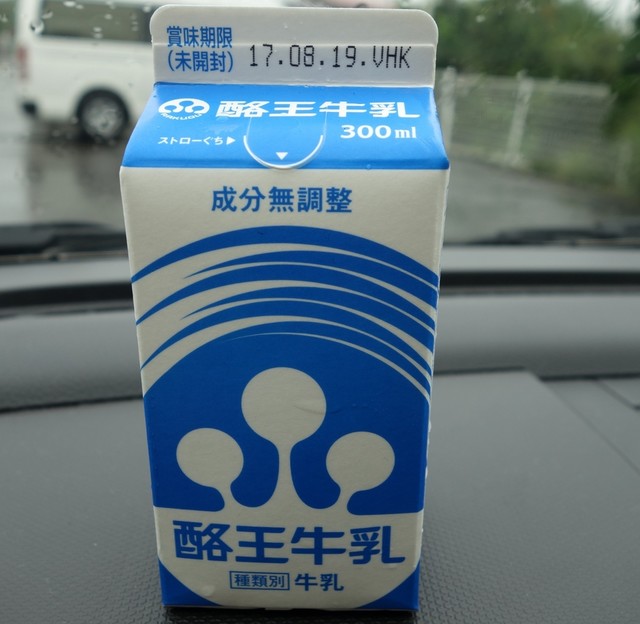 賞味期限
(未開封) 17.08.19.VHK
酪王牛乳
ストローぐち▶
300ml
成分無調整
酪王牛乳
種類別 牛乳